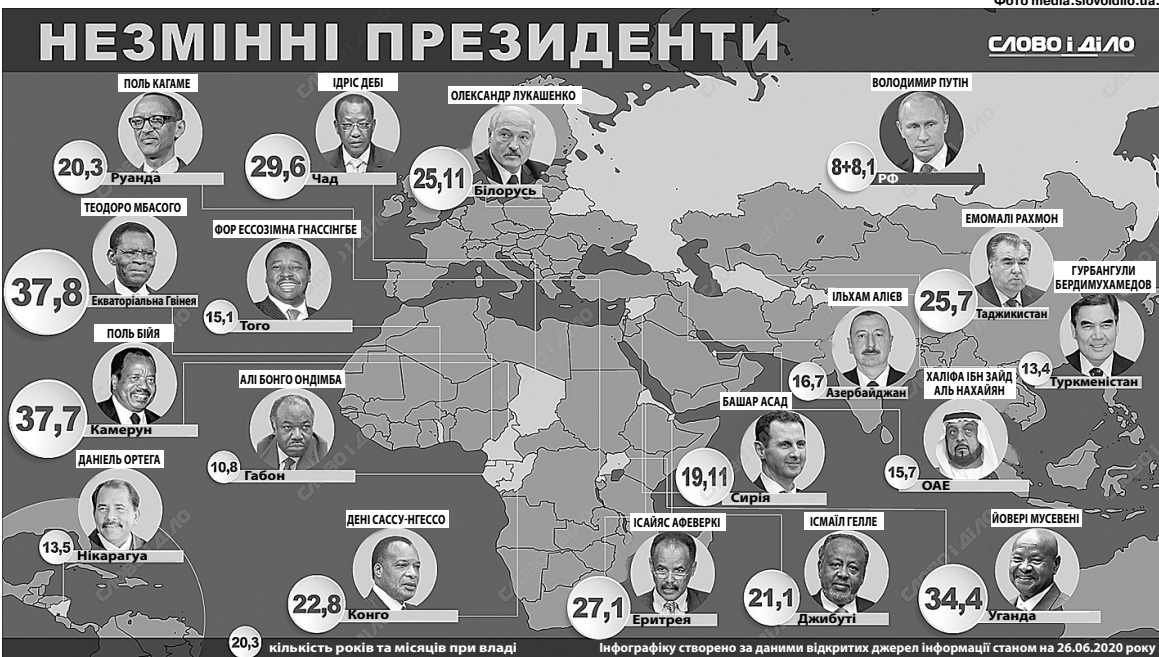 Фото media.slovoidilo.ua.
НЕЗМІННІ ПРЕЗИДЕНТИ
СЛОВО і ДІЛО
ПОЛЬ КАГАМЕ
20,3
Руанда
ІДРІС ДЕБІ
29,6
Чад
ОЛЕКСАНДР ЛУКАШЕНКО
25,11
Білорусь
ВОЛОДИМИР ПУТІН
8+8,1
РФ
ТЕОДОРО МБАСОГО
37,8
Екваторіальна Гвінея
ФОР ЕССОЗІМНА ГНАССІНГБЕ
15,1
Того
ЕМОМАЛІ РАХМОН
25,7
Таджикистан
ГУРБАНГУЛИ
БЕРДИМУХАМЕДОВ
13,4
Туркменістан
ІЛЬХАМ АЛІЄВ
16,7
Азербайджан
ПОЛЬ БІЙЯ
37,7
Камерун
АЛІ БОНГО ОНДІМБА
10,8
Габон
БАШАР АСАД
19,11
Сирія
ХАЛІФА ІБН ЗАЙД
АЛЬ НАХАЙЯН
15,7
ОАЕ
ДАНІЕЛЬ ОРТЕГА
13,5
Нікарагуа
ДЕНІ САССУ-НГЕССО
22,8
Конго
ІСАЙЯС АФЕВЕРКІ
27,1
Еритрея
ІСМАЇЛ ГЕЛЛЕ
21,1
Джибуті
ЙОВЕРІ МУСЕВЕНІ
34,4
Уганда
20,3 кількість років та місяців при владі
Інфографіку створено за даними відкритих джерел інформації станом на 26.06.2020 року